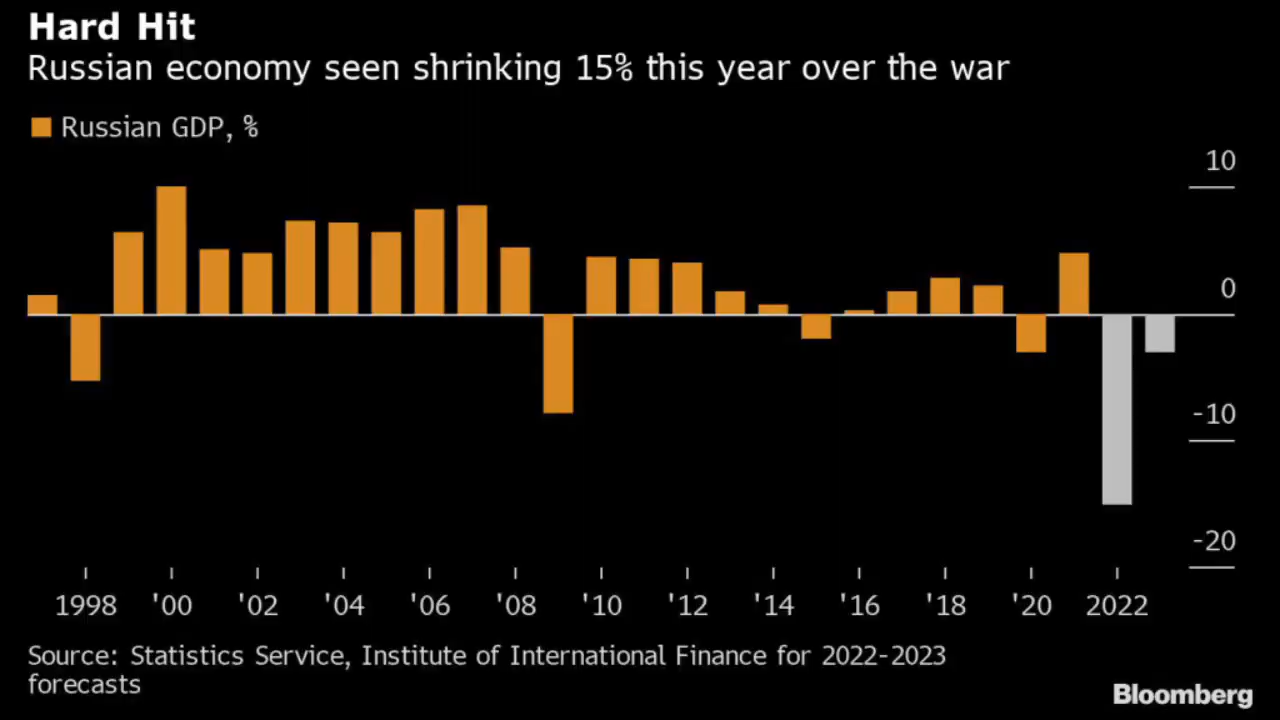 Hard Hit
Russian economy seen shrinking 15% this year over the war
Russian GDP, %
10
0
-10
-20
1998 '00 '02 '04 '06 '08 '10 '12 '14 '16 '18 '20 2022
Source: Statistics Service, Institute of International Finance for 2022-2023
forecasts
Bloomberg